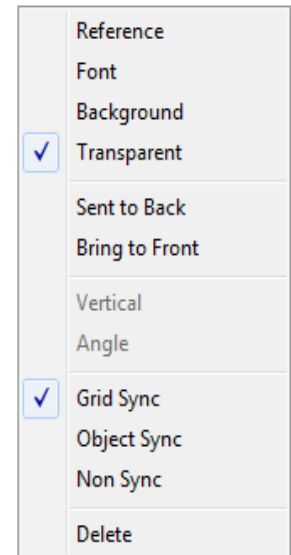 Reference
Font
Background
Transparent
Sent to Back
Bring to Front
Vertical
Angle
Grid Sync
Object Sync
Non Sync
Delete